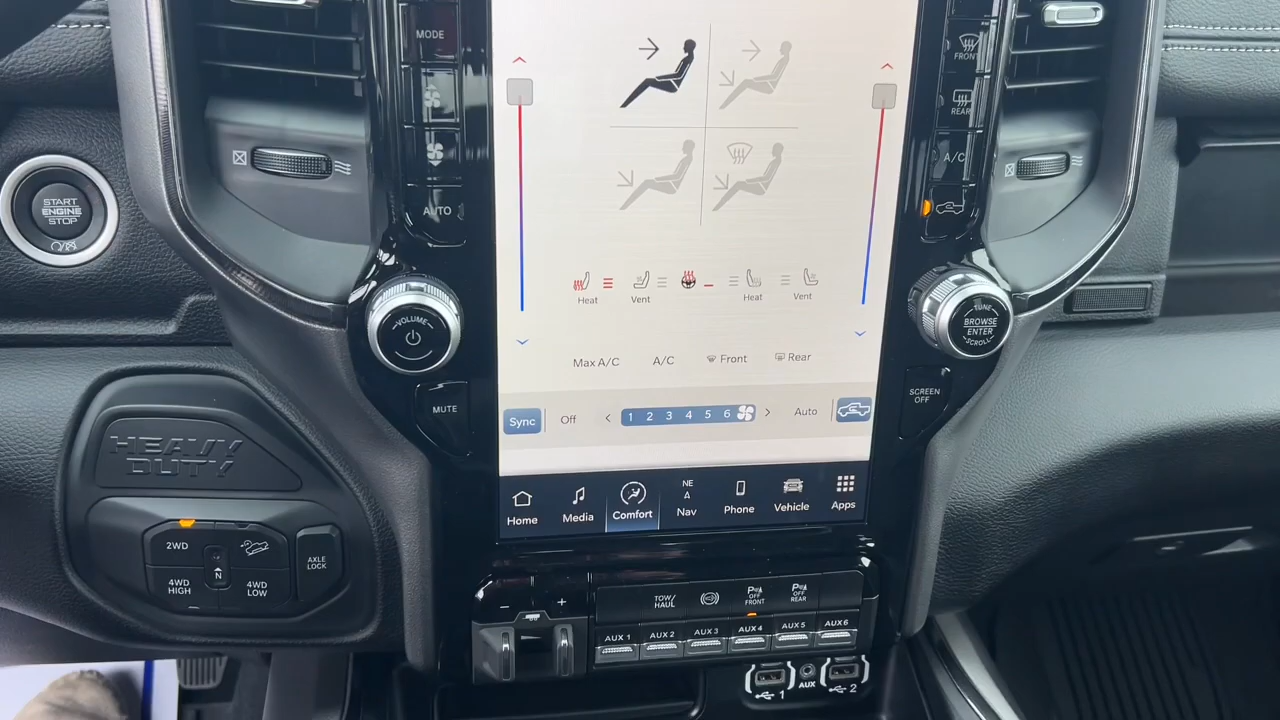 MODE
AUTO
START
ENGINE
STOP
VOLUME
MUTE
HEAVY
DUTY
2WD
4WD
HIGH
N
4WD
LOW
AXLE
LOCK
Heat
Vent
Heat
Vent
Max A/C
A/C
Front
Rear
Sync
Off
1 2 3 4 5 6
Auto
Home
Media
Comfort
NE
Nav
Phone
Vehicle
Apps
FRONT
REAR
A/C
TUNE
BROWSE
ENTER
SCROLL
SCREEN
OFF
- +
TOW/
HAUL
OFF
FRONT
OFF
REAR
AUX 1
AUX 2
AUX 3
AUX 4
AUX 5
AUX 6
1
AUX
2